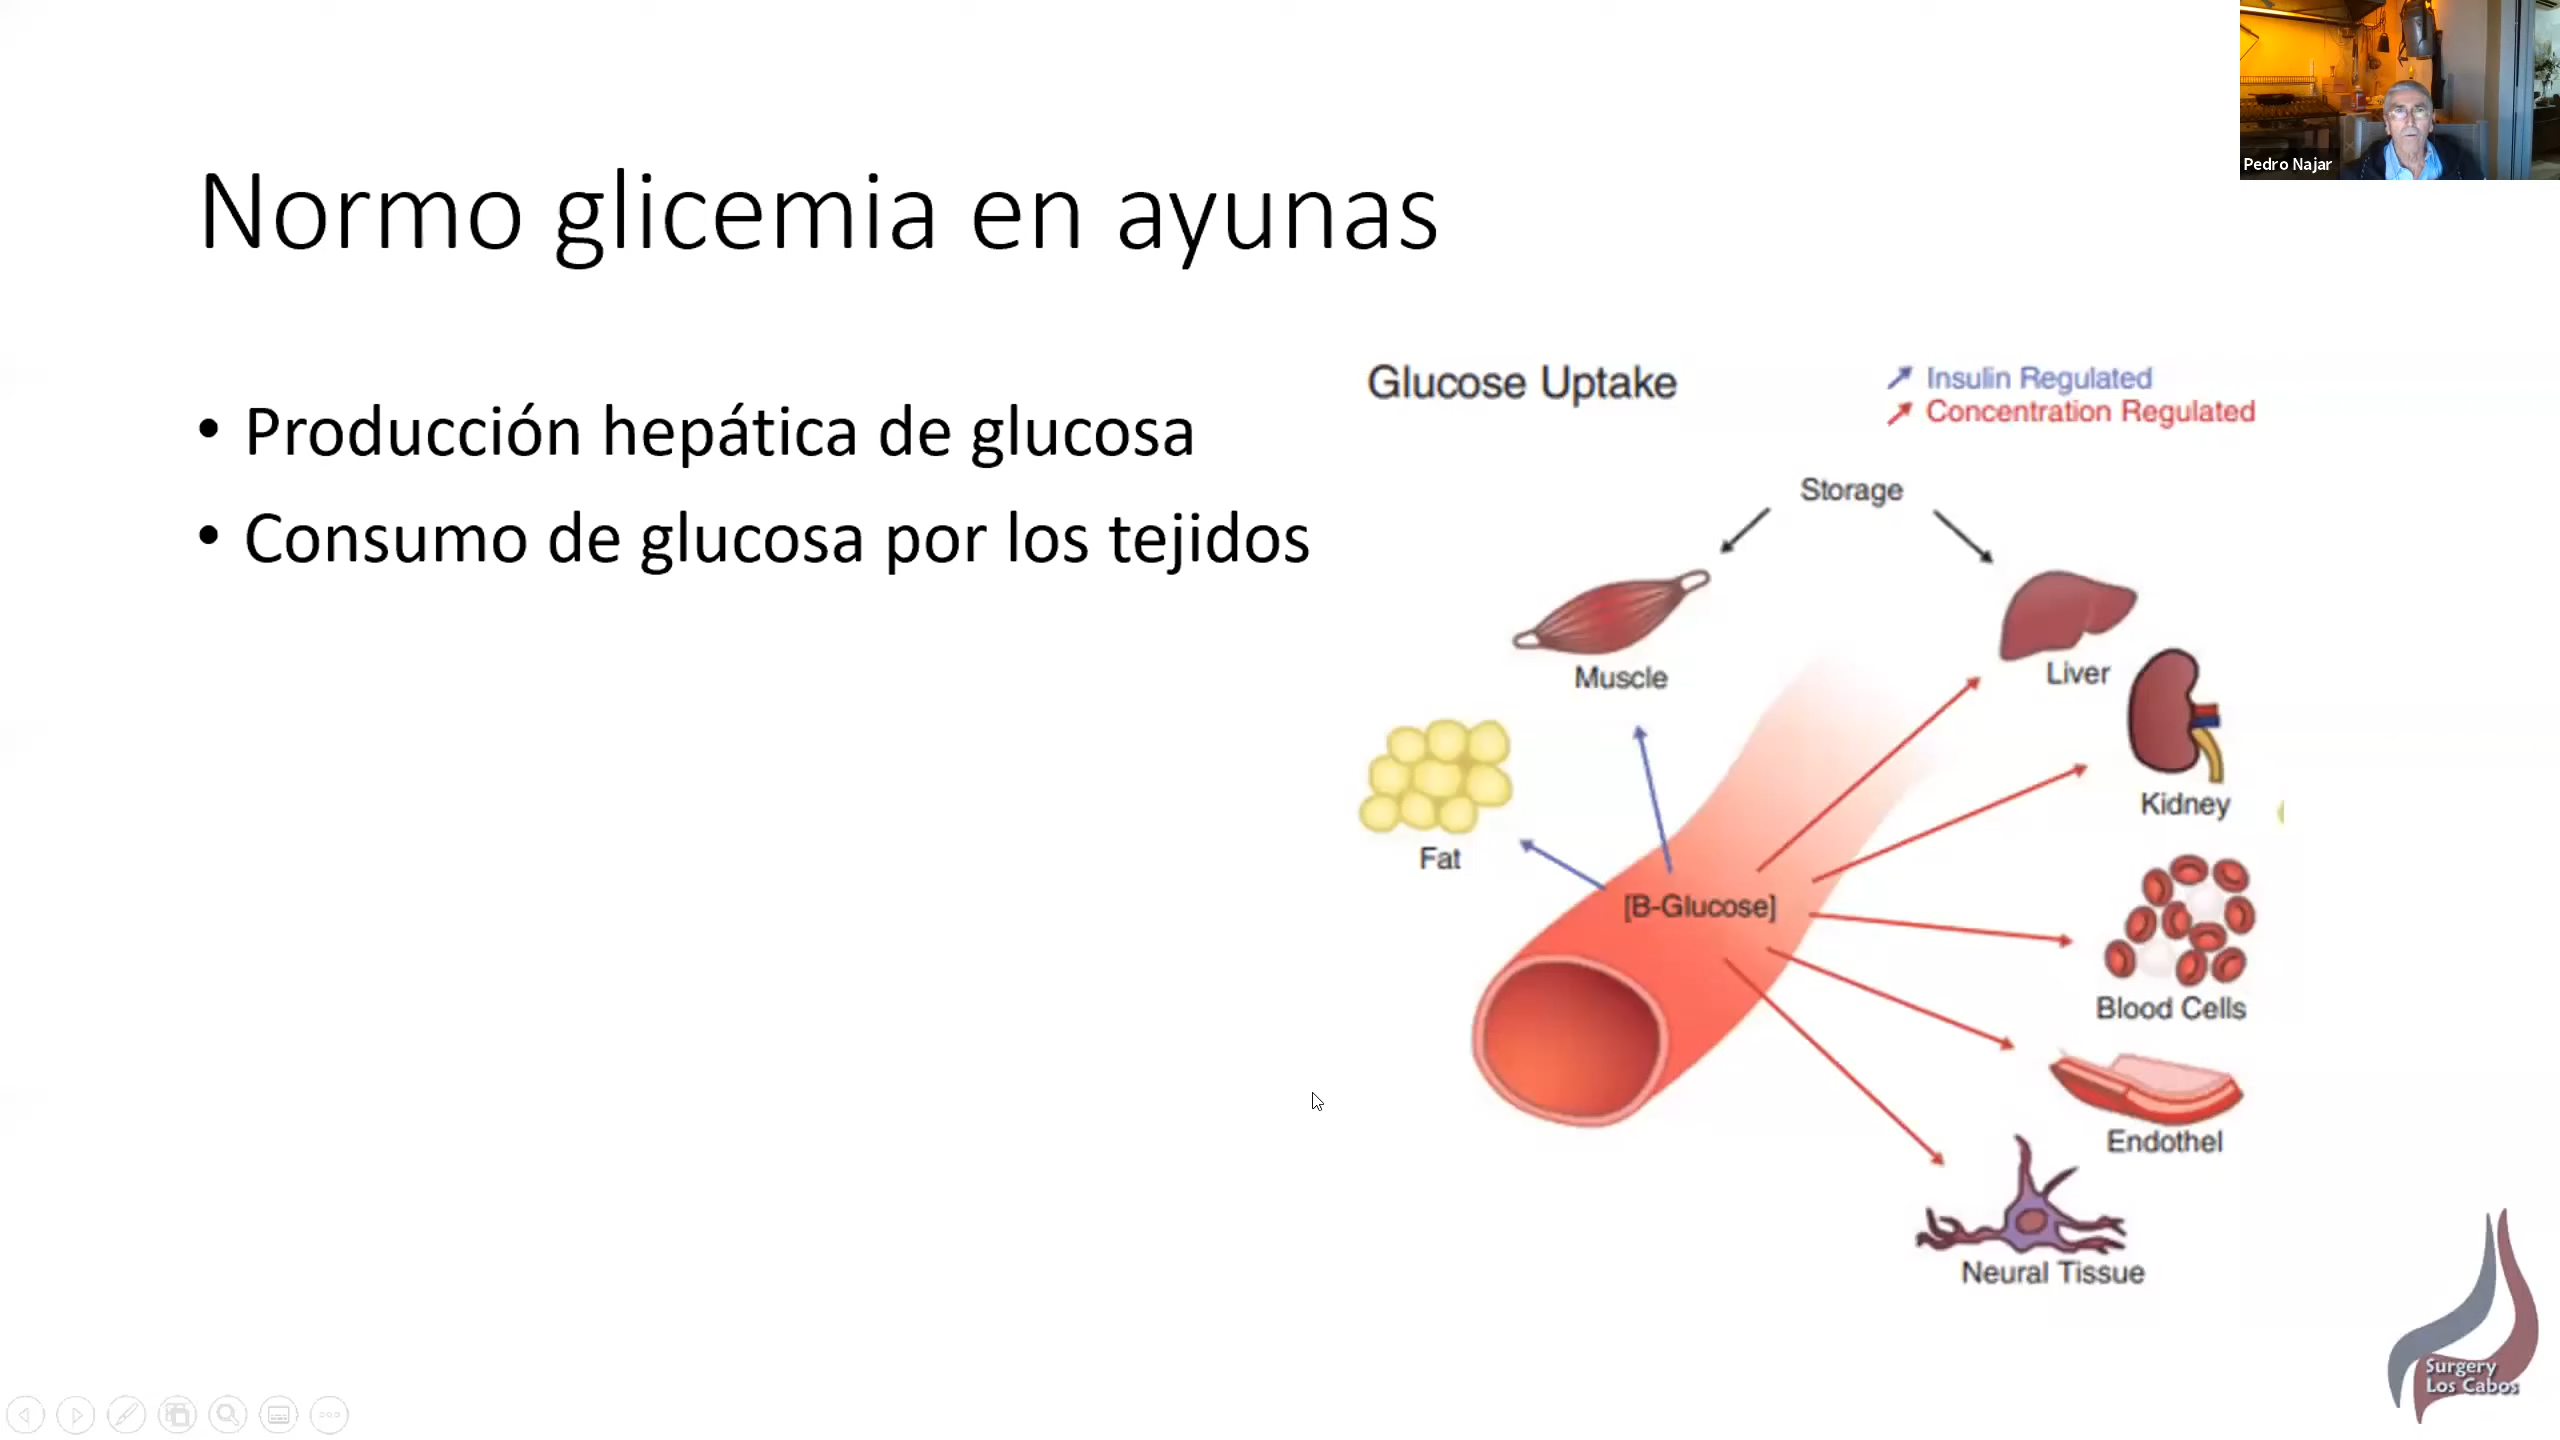 Pedro Najar
Normo glicemia en ayunas
• Producción hepática de glucosa
• Consumo de glucosa por los tejidos
Glucose Uptake
Insulin Regulated
Concentration Regulated
Storage
Muscle
Liver
Kidney
Fat
[B-Glucose]
Blood Cells
Endothel
Neural Tissue
Surgery
Los Cabos